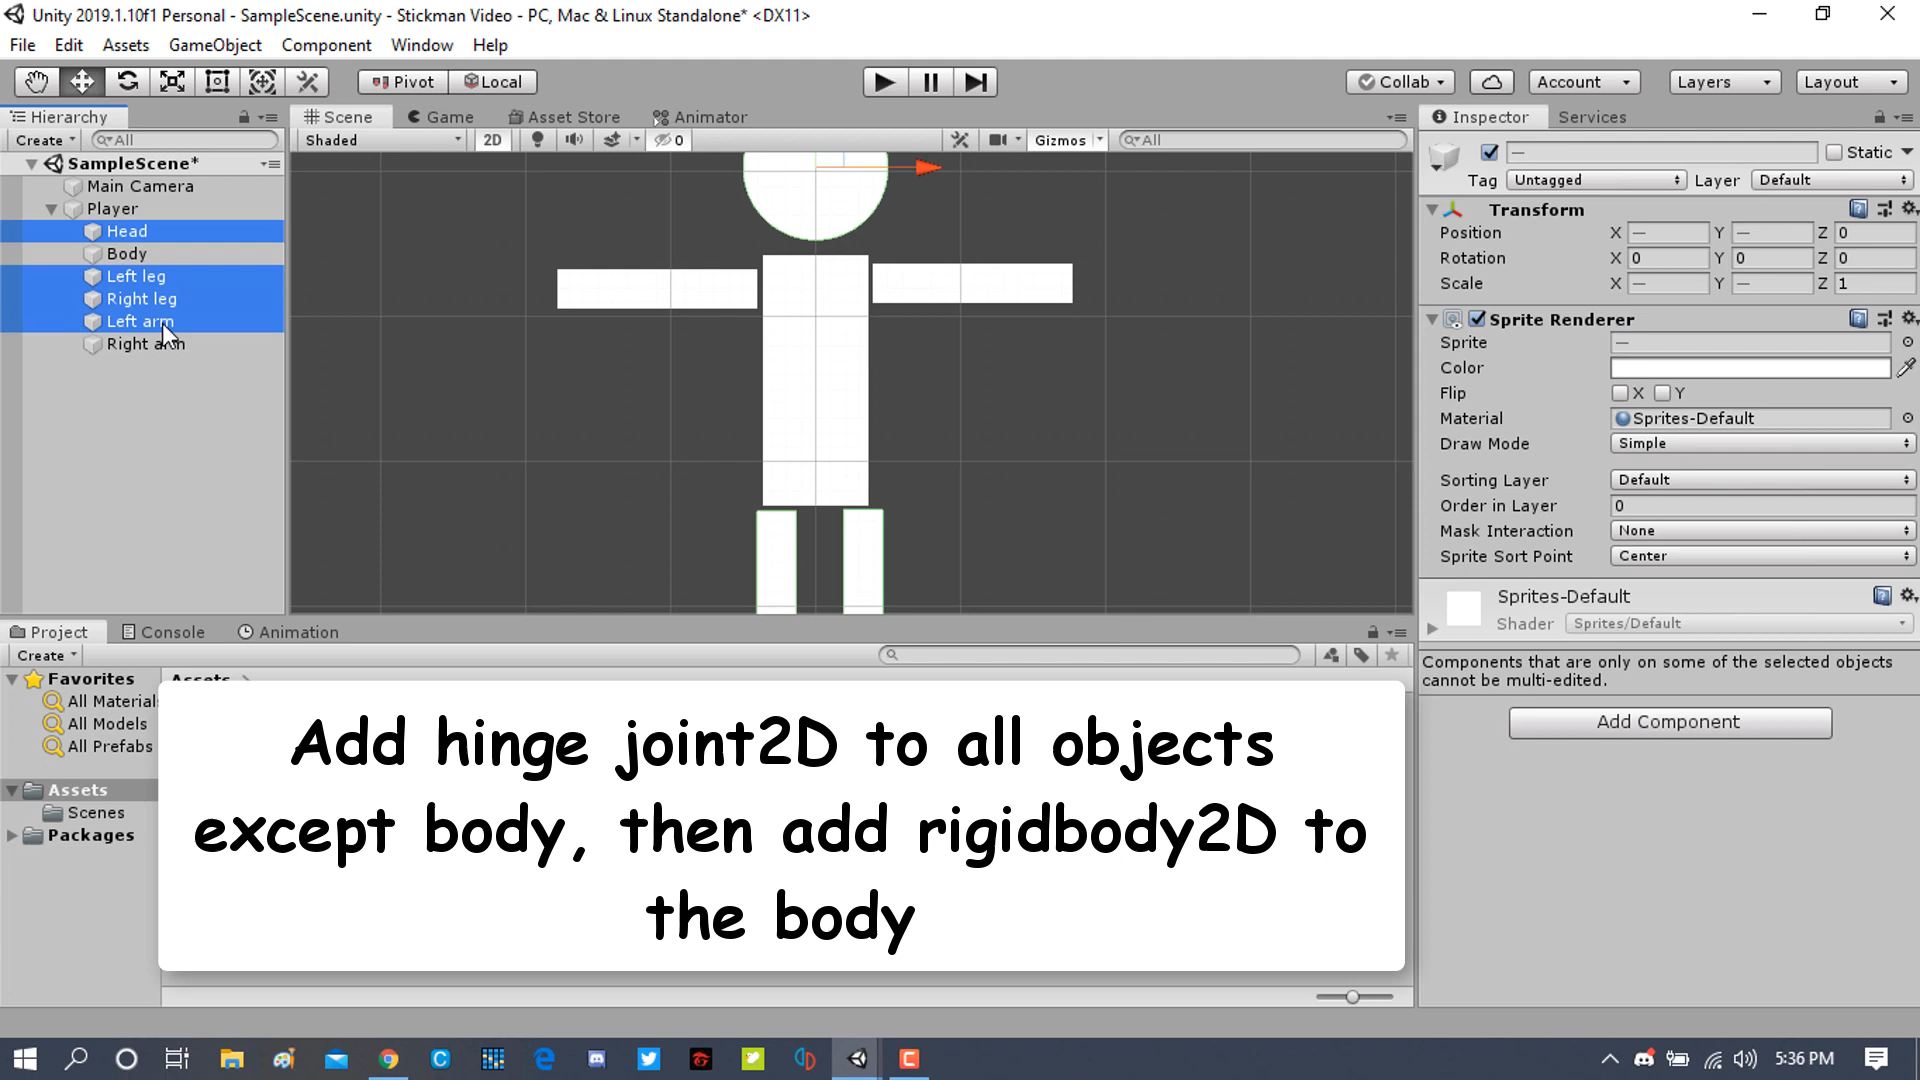 Unity 2019.1.10f1 Personal - SampleScene.unity - Stickman Video - PC, Mac & Linux Standalone* <DX11>
File Edit Assets GameObject Component Window Help
Pivot Local Collab Account Layers Layout
Hierarchy Scene Game Asset Store Animator Inspector Services
Create All Shaded 2D 0 Gizmos All
SampleScene*
Main Camera
Player
Head
Body
Left leg
Right leg
Left arm
Right arm
— Static
Tag Untagged Layer Default
Transform
Position X — Y — Z 0
Rotation X 0 Y 0 Z 0
Scale X — Y — Z 1
Sprite Renderer
Sprite —
Color
Flip X Y
Material Sprites-Default
Draw Mode Simple
Sorting Layer Default
Order in Layer 0
Mask Interaction None
Sprite Sort Point Center
Sprites-Default
Shader Sprites/Default
Components that are only on some of the selected objects
cannot be multi-edited.
Add Component
Project Console Animation
Create
Favorites
All Materials
All Models
All Prefabs
Assets
Scenes
Packages
Assets
Add hinge joint2D to all objects
except body, then add rigidbody2D to
the body
5:36 PM